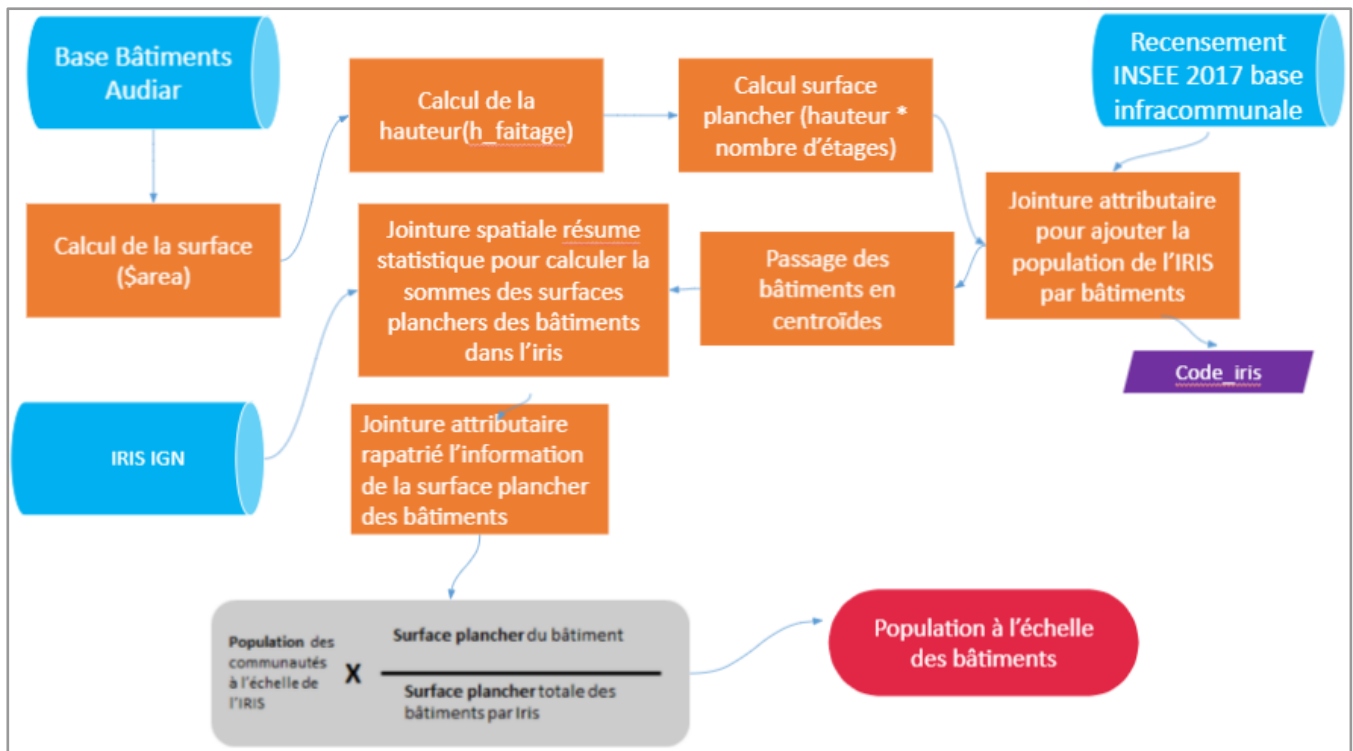 Base Bâtiments
Audiar
Calcul de la surface
($area)
Calcul de la
hauteur(h_faitage)
Calcul surface
plancher (hauteur *
nombre d'étages)
Recensement
INSEE 2017 base
infracommunale
Jointure attributaire
pour ajouter la
population de l'IRIS
par bâtiments
Code_iris
Passage des
bâtiments en
centroïdes
Jointure spatiale résume
statistique pour calculer la
sommes des surfaces
planchers des bâtiments
dans l'iris
IRIS IGN
Jointure attributaire
rapatrié l'information
de la surface plancher
des bâtiments
Population des
communautés
à l'échelle de
l'IRIS
X
Surface plancher du bâtiment
Surface plancher totale des
bâtiments par Iris
Population à l'échelle
des bâtiments